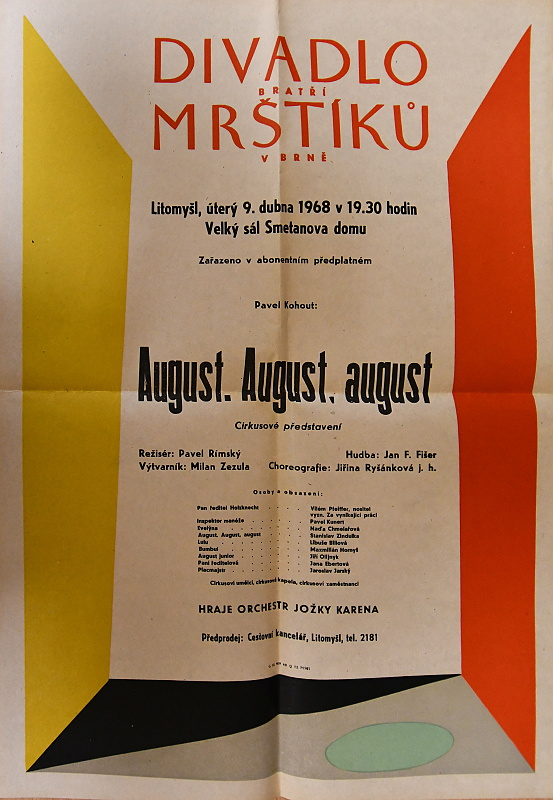 DIVADLO
BRATŘÍ
MRŠTÍKŮ
V BRNĚ
Litomyšl, úterý 9. dubna 1968 v 19.30 hodin
Velký sál Smetanova domu
Zařazeno v abonentním předplatném
Pavel Kohout:
August. August, august
Cirkusové představení
Režisér: Pavel Rímský Hudba: Jan F. Fišer
Výtvarník: Milan Zezula Choreografie: Jiřina Ryšánková j. h.
Osoby a obsazení:
Pan ředitel Holzknecht . . . . . Vilém Pfeiffer, nositel
vyzn. Za vynikající práci
Inspektor manéže . . . . . Pavel Kunert
Evelýna . . . . . Naďa Chmelařová
August. August, august . . . . . Stanislav Zindulka
Lulu . . . . . Libuše Billová
Bumbul . . . . . Maxmilián Hornyš
August junior . . . . . Jiří Olijnyk
Paní ředitelová . . . . . Jana Ebertová
Placmajstr . . . . . Jaroslav Jarský
Cirkusoví umělci, cirkusová kapela, cirkusoví zaměstnanci
HRAJE ORCHESTR JOŽKY KARENA
Předprodej: Cestovní kancelář, Litomyšl, tel. 2181